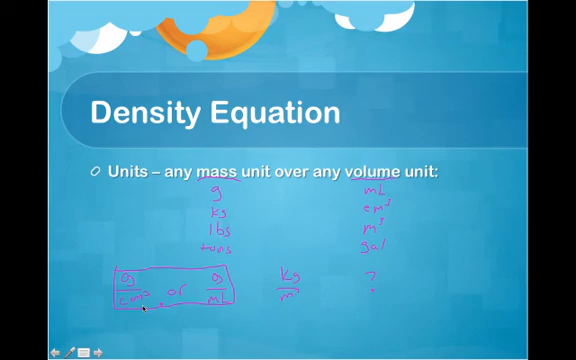 Density Equation
Units – any mass unit over any volume unit:
g mL
kg cm³
lbs m³
tons gal
g/cm³ or g/mL kg/m³ ?